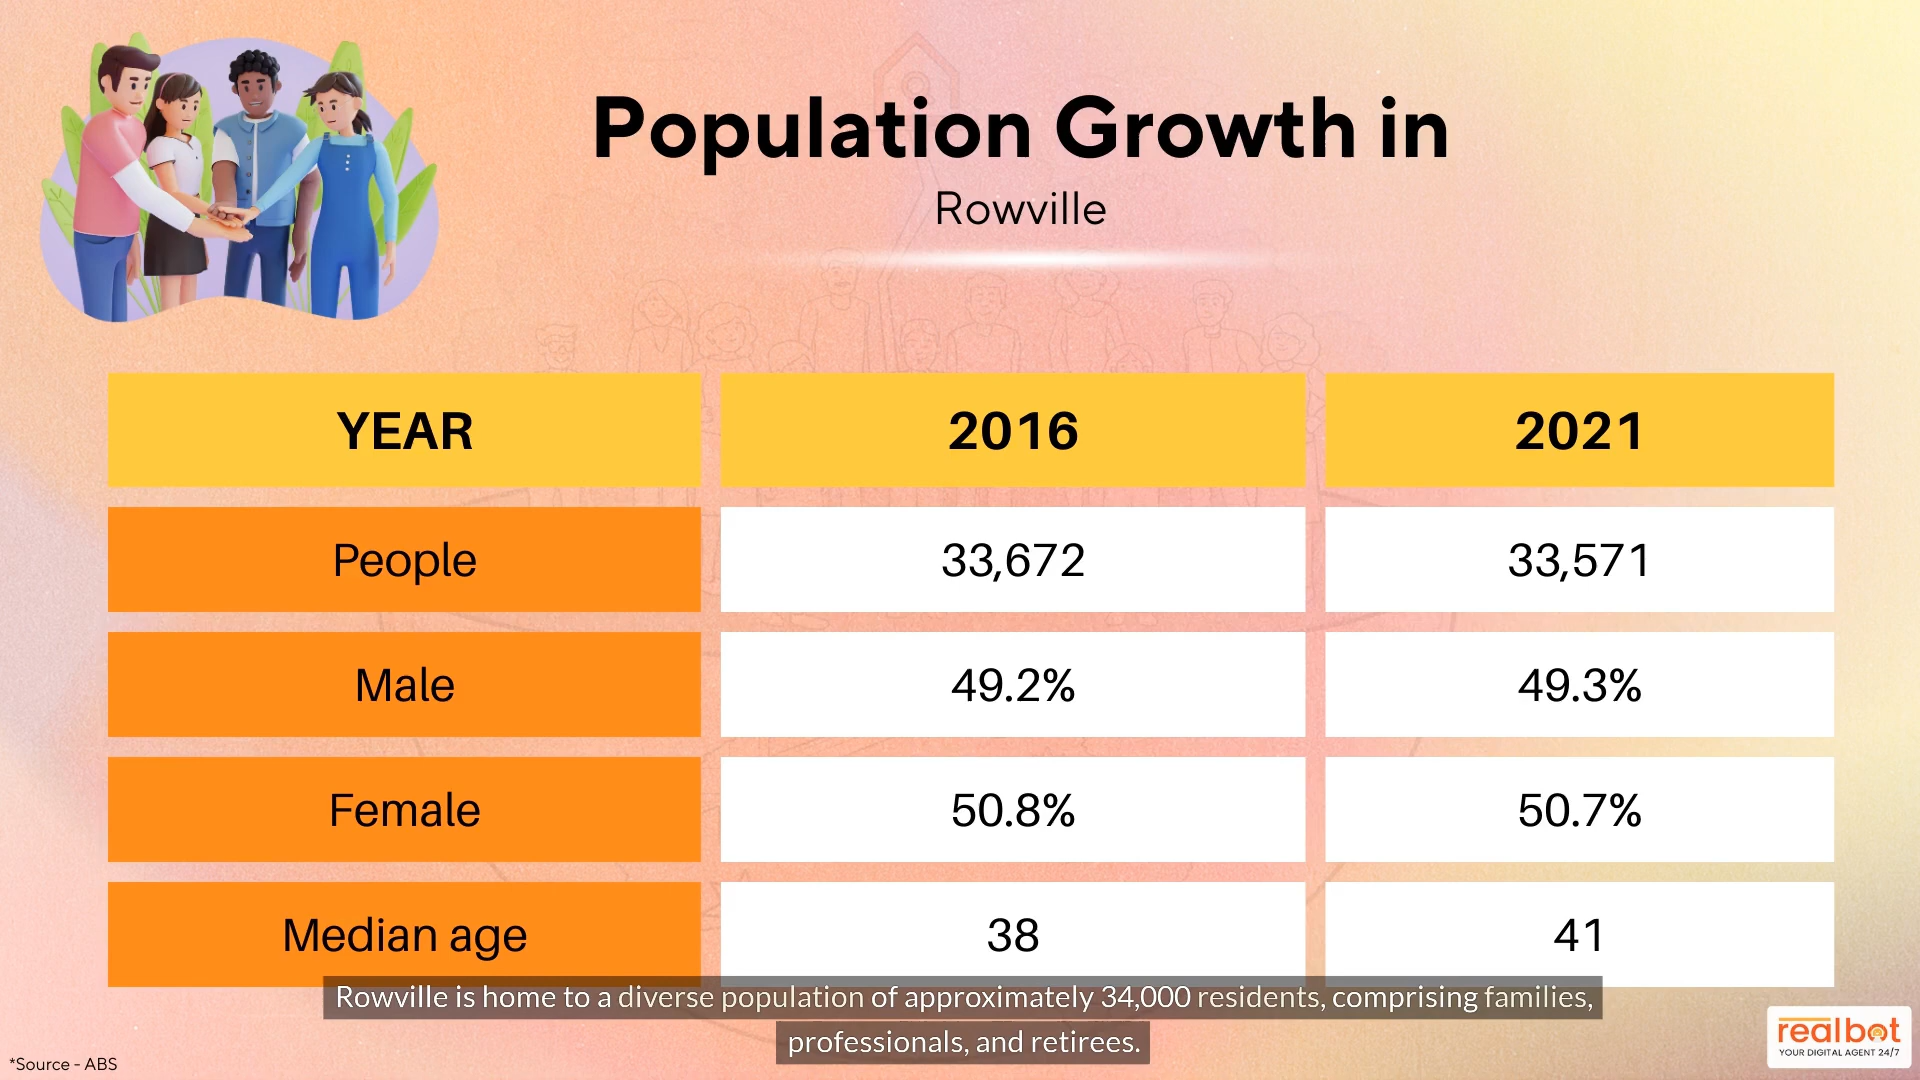 Population Growth in
Rowville
YEAR 2016 2021
People 33,672 33,571
Male 49.2% 49.3%
Female 50.8% 50.7%
Median age 38 41
Rowville is home to a diverse population of approximately 34,000 residents, comprising families,
professionals, and retirees.
*Source - ABS
realbot
YOUR DIGITAL AGENT 24/7